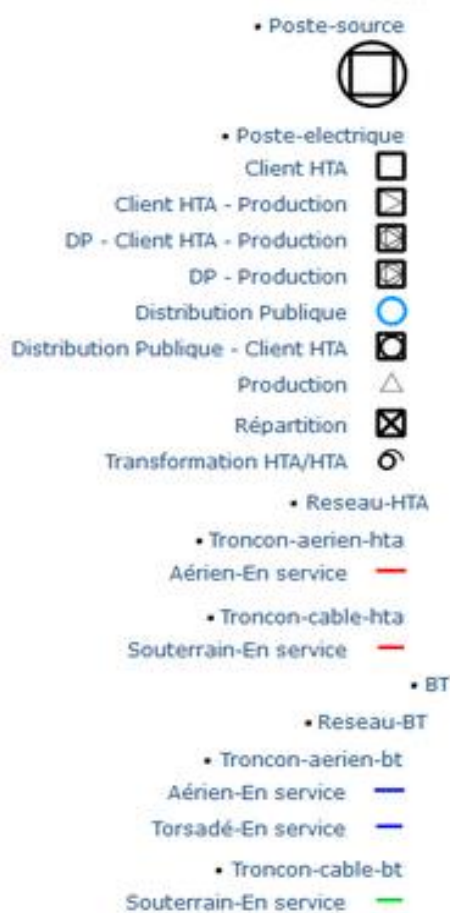 • Poste-source
• Poste-electrique
Client HTA
Client HTA - Production
DP - Client HTA - Production
DP - Production
Distribution Publique
Distribution Publique - Client HTA
Production
Répartition
Transformation HTA/HTA
• Reseau-HTA
• Troncon-aerien-hta
Aérien-En service
• Troncon-cable-hta
Souterrain-En service
• BT
• Reseau-BT
• Troncon-aerien-bt
Aérien-En service
Torsadé-En service
• Troncon-cable-bt
Souterrain-En service